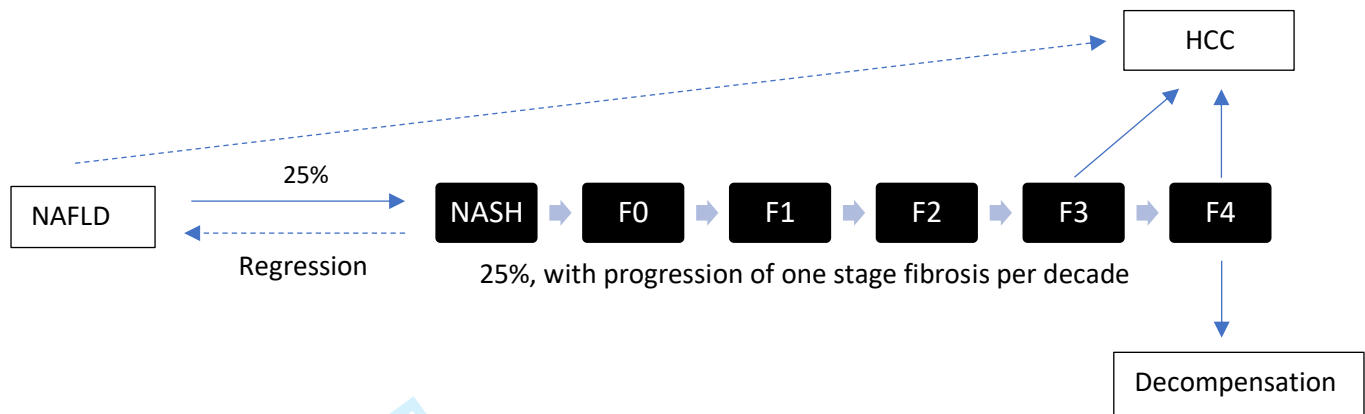 HCC
25%
NAFLD
NASH
F0
F1
F2
F3
F4
Regression
25%, with progression of one stage fibrosis per decade
Decompensation